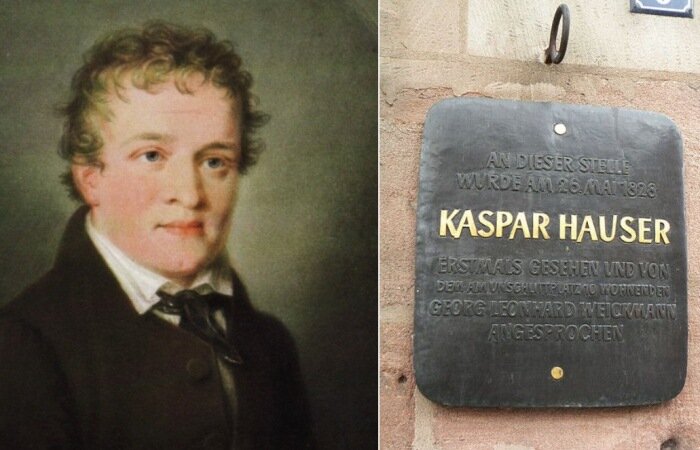 AN DIESER STELLE
WURDE AM 26. MAI 1828
KASPAR HAUSER
ERSTMALS GESEHEN UND VON
DEM AM UNSCHLITTPLATZ 10 WOHNENDEN
GEORG LEONHARD WEICKMANN
ANGESPROCHEN